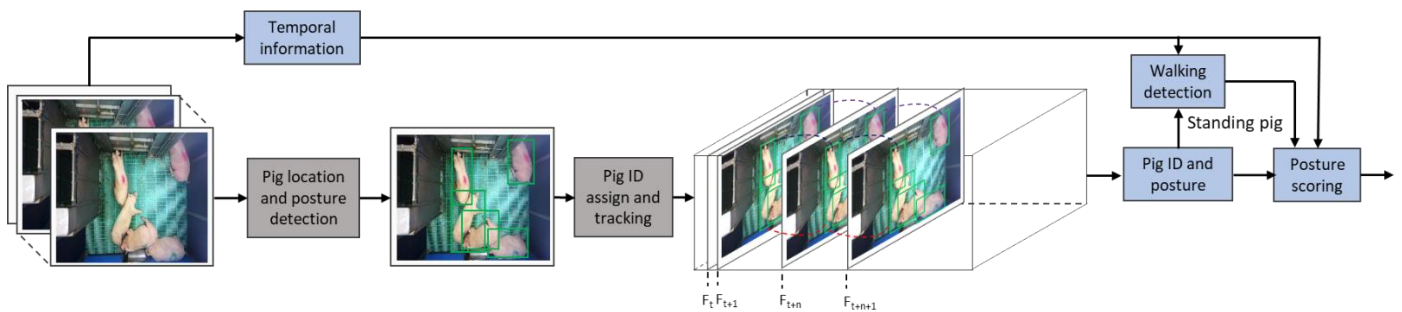 Temporal
information
Walking
detection
Standing pig
Pig location
and posture
detection
Pig ID
assign and
tracking
Pig ID and
posture
Posture
scoring
Ft Ft+1 Ft+n Ft+n+1